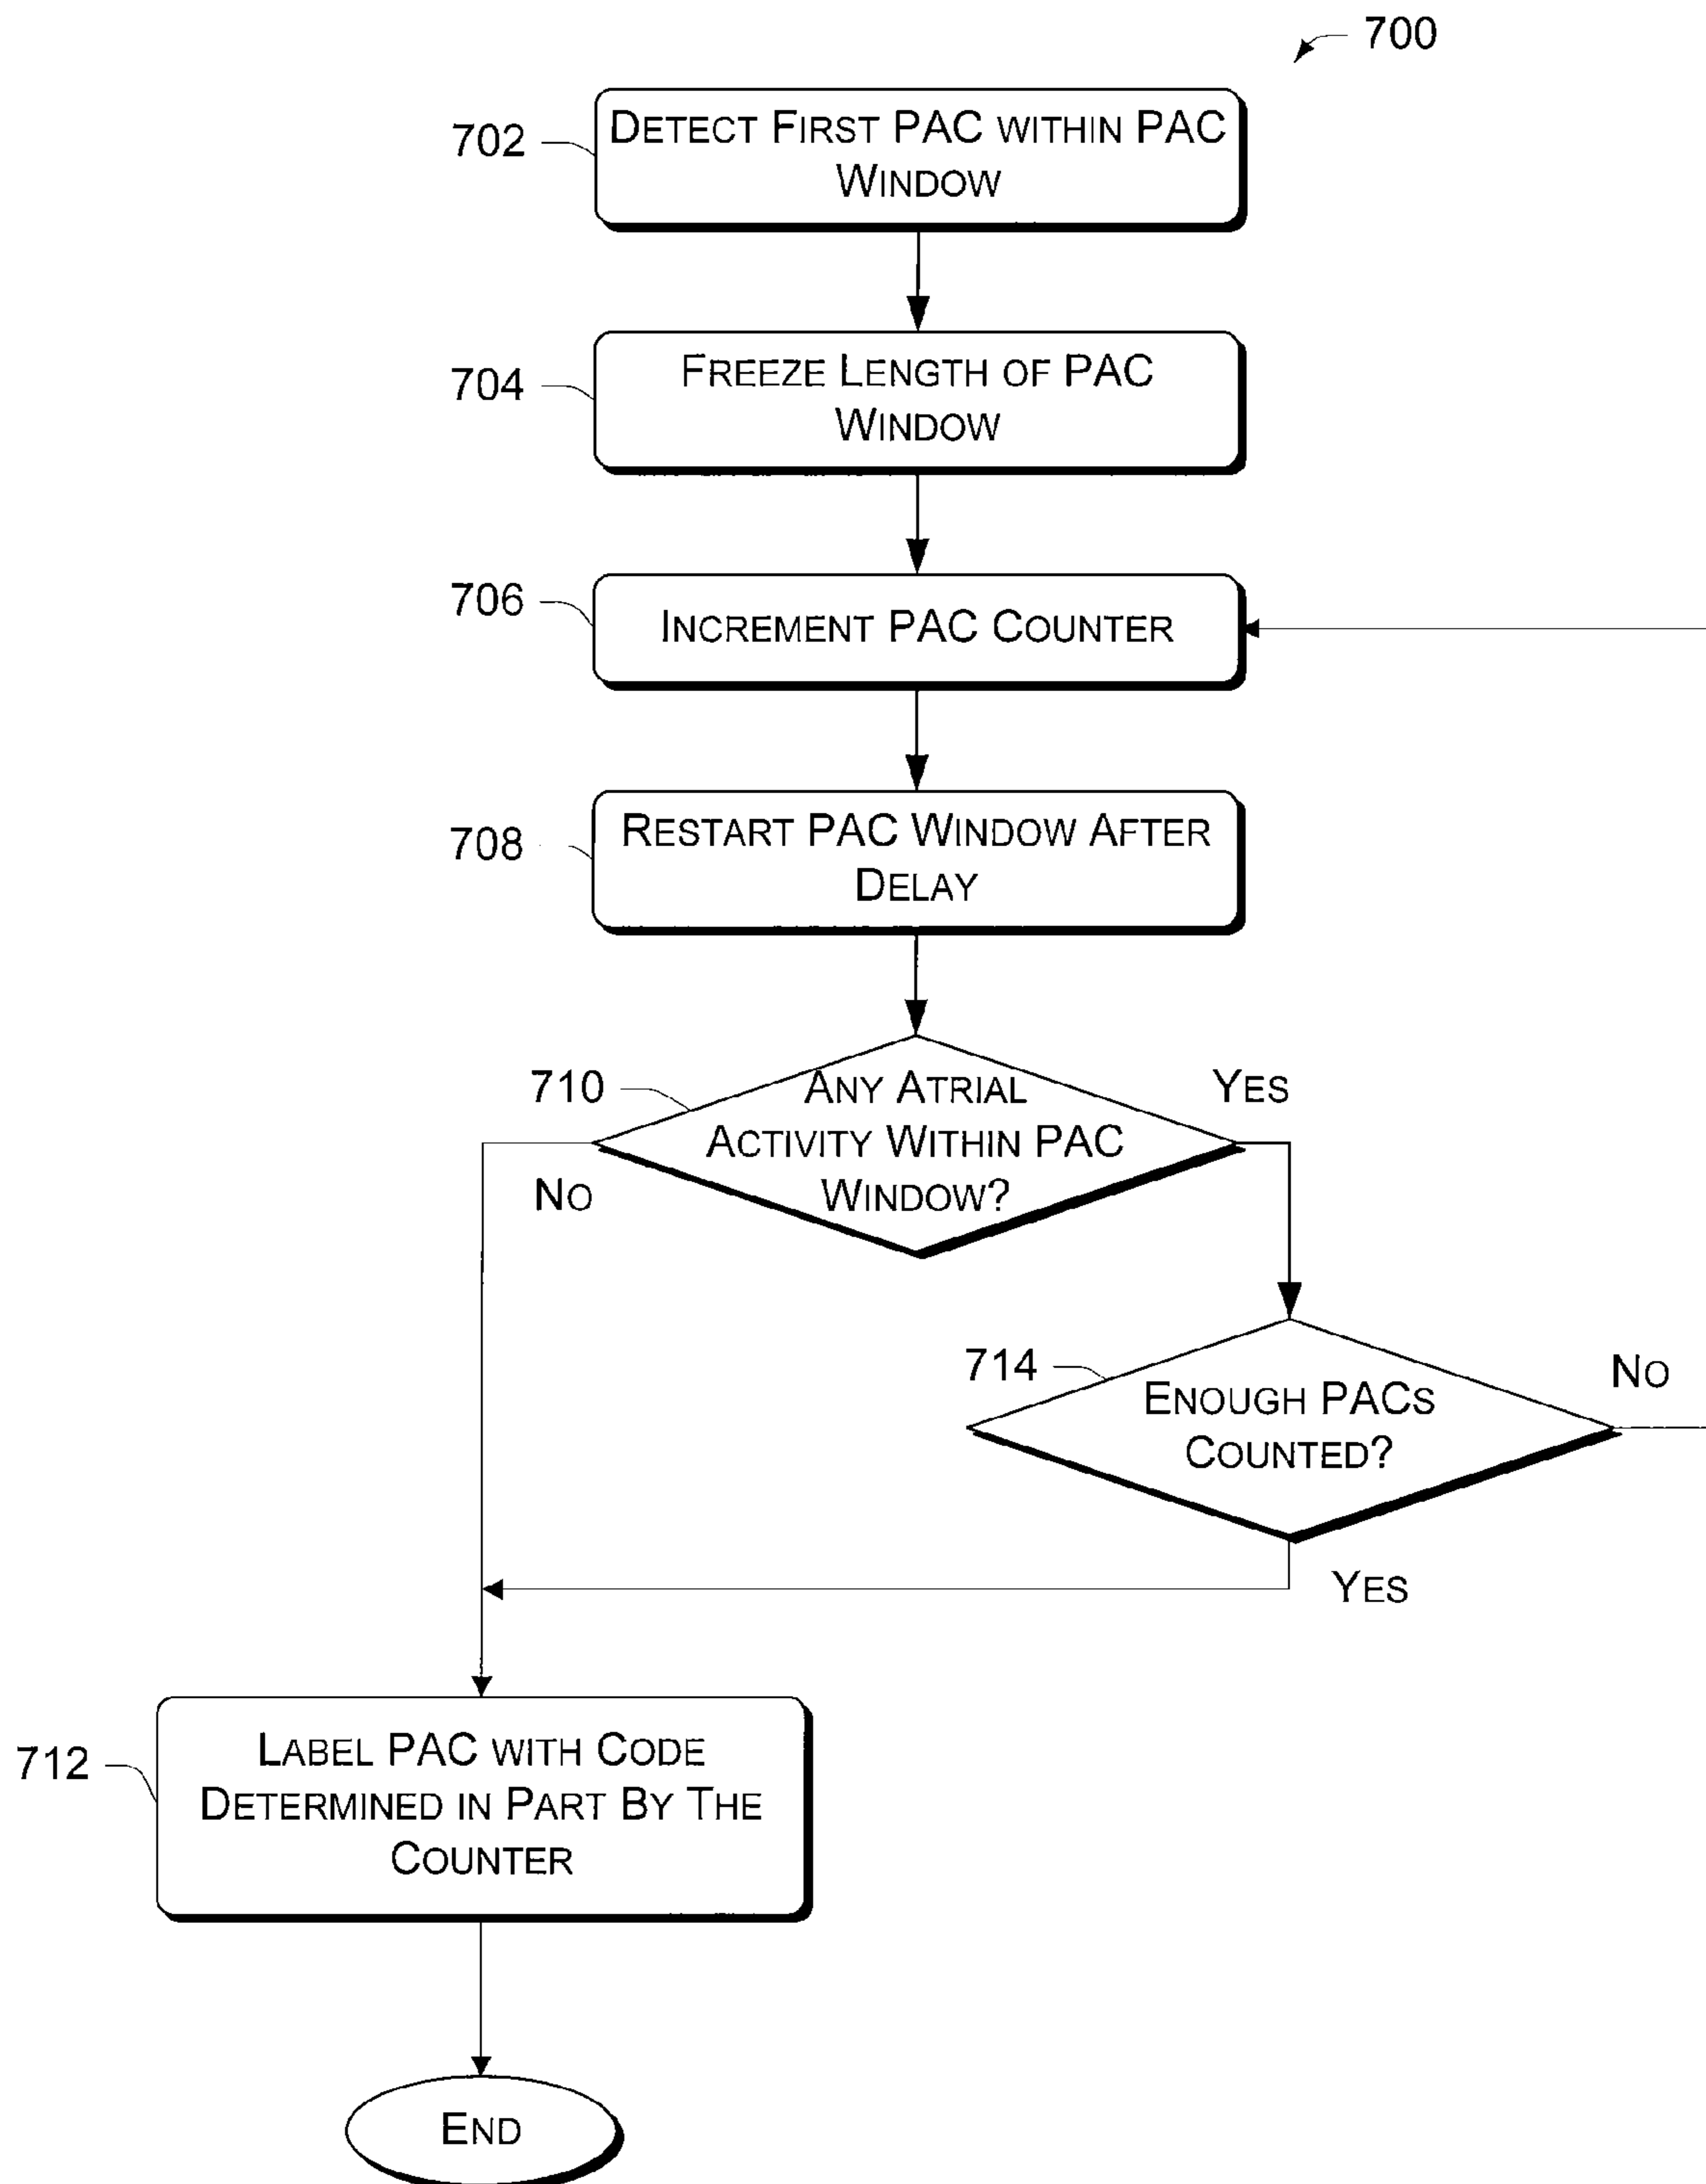 700
702
DETECT FIRST PAC WITHIN PAC
WINDOW
704
FREEZE LENGTH OF PAC
WINDOW
706
INCREMENT PAC COUNTER
708
RESTART PAC WINDOW AFTER
DELAY
710
ANY ATRIAL
ACTIVITY WITHIN PAC
WINDOW?
YES
NO
714
ENOUGH PACS
COUNTED?
NO
YES
712
LABEL PAC WITH CODE
DETERMINED IN PART BY THE
COUNTER
END